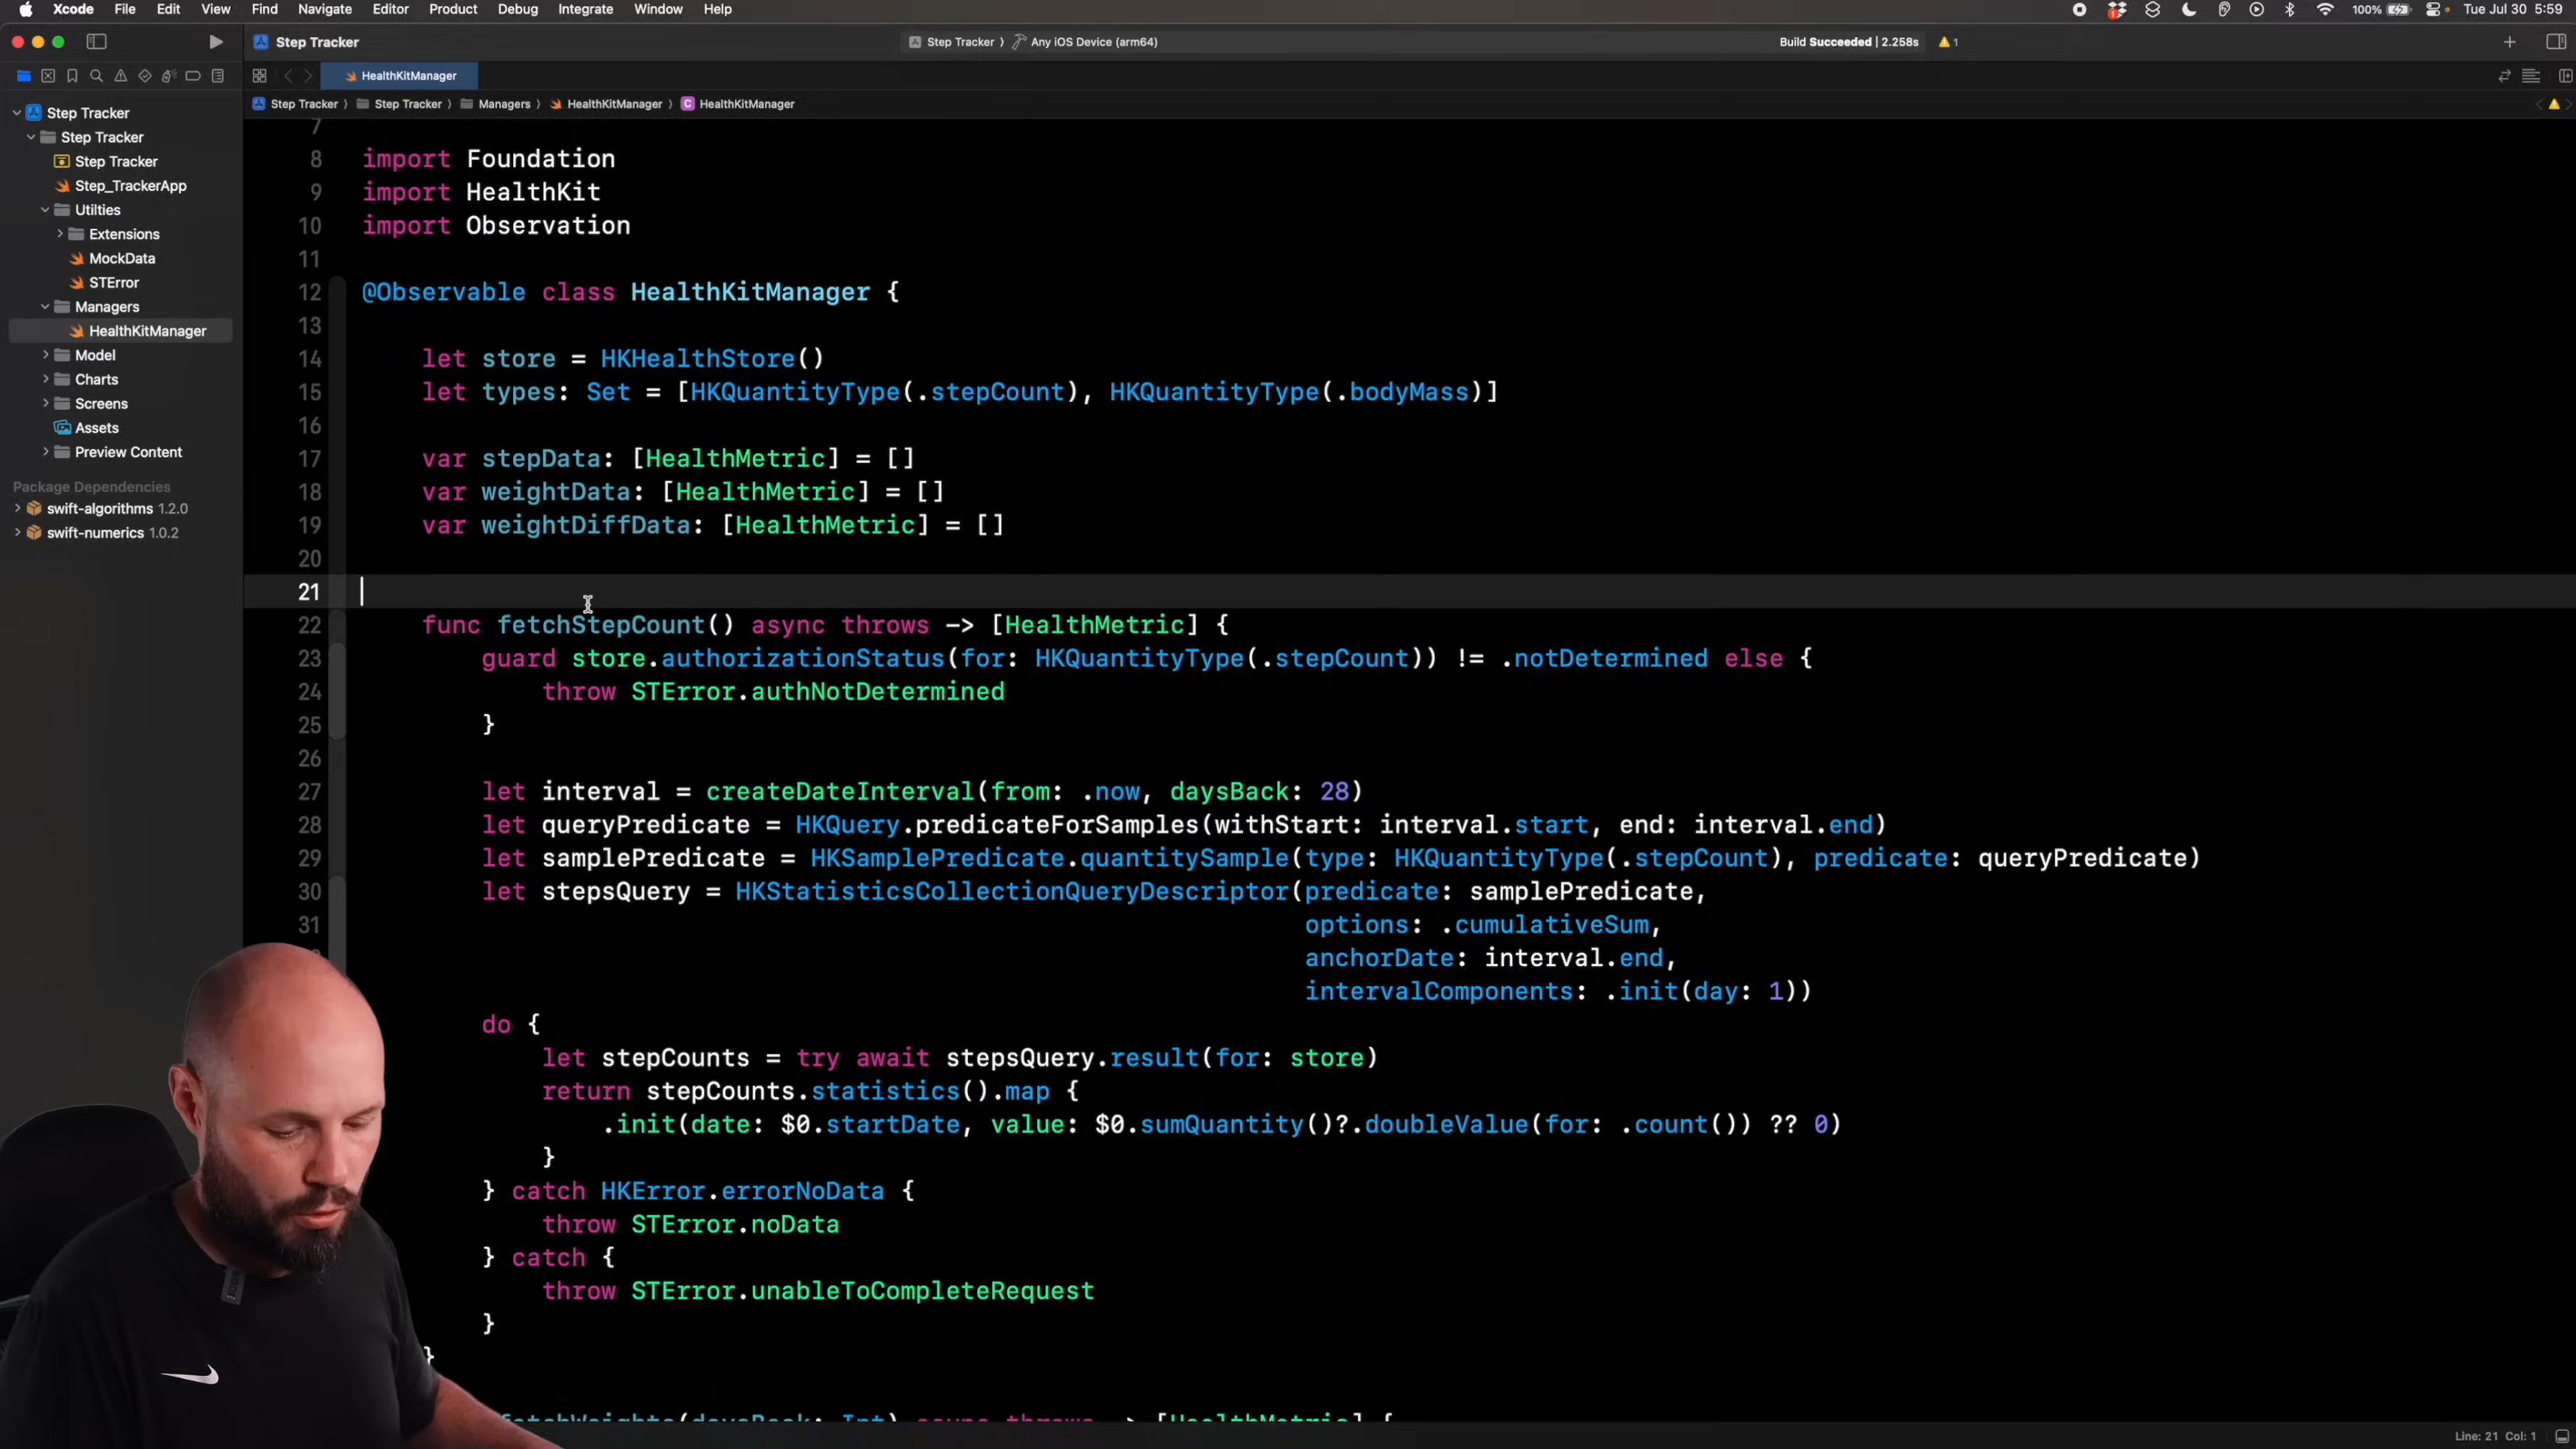 Xcode File Edit View Find Navigate Editor Product Debug Integrate Window Help
100% Tue Jul 30 5:59
Step Tracker
Step Tracker Any iOS Device (arm64)
Build Succeeded | 2.258s
1
HealthKitManager
Step Tracker Step Tracker Managers HealthKitManager C HealthKitManager
Step Tracker
Step Tracker
Step Tracker
Step_TrackerApp
Utilties
Extensions
MockData
STError
Managers
HealthKitManager
Model
Charts
Screens
Assets
Preview Content
Package Dependencies
swift-algorithms 1.2.0
swift-numerics 1.0.2
7
8 import Foundation
9 import HealthKit
10 import Observation
11
12 @Observable class HealthKitManager {
13
14 let store = HKHealthStore()
15 let types: Set = [HKQuantityType(.stepCount), HKQuantityType(.bodyMass)]
16
17 var stepData: [HealthMetric] = []
18 var weightData: [HealthMetric] = []
19 var weightDiffData: [HealthMetric] = []
20
21
22 func fetchStepCount() async throws -> [HealthMetric] {
23 guard store.authorizationStatus(for: HKQuantityType(.stepCount)) != .notDetermined else {
24 throw STError.authNotDetermined
25 }
26
27 let interval = createDateInterval(from: .now, daysBack: 28)
28 let queryPredicate = HKQuery.predicateForSamples(withStart: interval.start, end: interval.end)
29 let samplePredicate = HKSamplePredicate.quantitySample(type: HKQuantityType(.stepCount), predicate: queryPredicate)
30 let stepsQuery = HKStatisticsCollectionQueryDescriptor(predicate: samplePredicate,
31 options: .cumulativeSum,
anchorDate: interval.end,
intervalComponents: .init(day: 1))
do {
let stepCounts = try await stepsQuery.result(for: store)
return stepCounts.statistics().map {
.init(date: $0.startDate, value: $0.sumQuantity()?.doubleValue(for: .count()) ?? 0)
}
} catch HKError.errorNoData {
throw STError.noData
} catch {
throw STError.unableToCompleteRequest
}
}
fetchWeights(daysBack: Int) async throws -> [HealthMetric] {
Line: 21 Col: 1